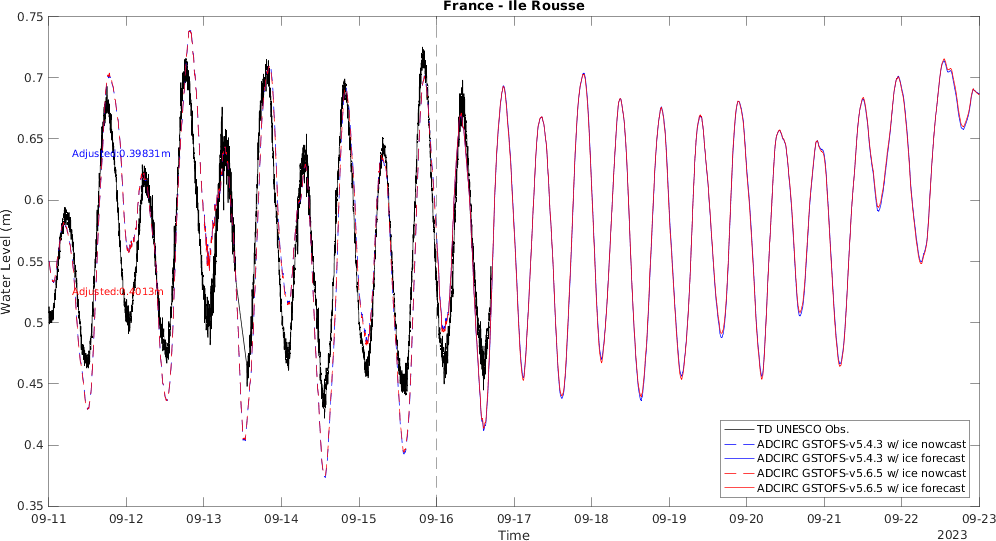 France - Ile Rousse
0.75
0.7
0.65
0.6
0.55
0.5
0.45
0.4
0.35
Water Level (m)
Adjusted:0.39831m
Adjusted:0.4013m
TD UNESCO Obs.
ADCIRC GSTOFS-v5.4.3 w/ ice nowcast
ADCIRC GSTOFS-v5.4.3 w/ ice forecast
ADCIRC GSTOFS-v5.6.5 w/ ice nowcast
ADCIRC GSTOFS-v5.6.5 w/ ice forecast
09-11 09-12 09-13 09-14 09-15 09-16 09-17 09-18 09-19 09-20 09-21 09-22 09-23
Time
2023